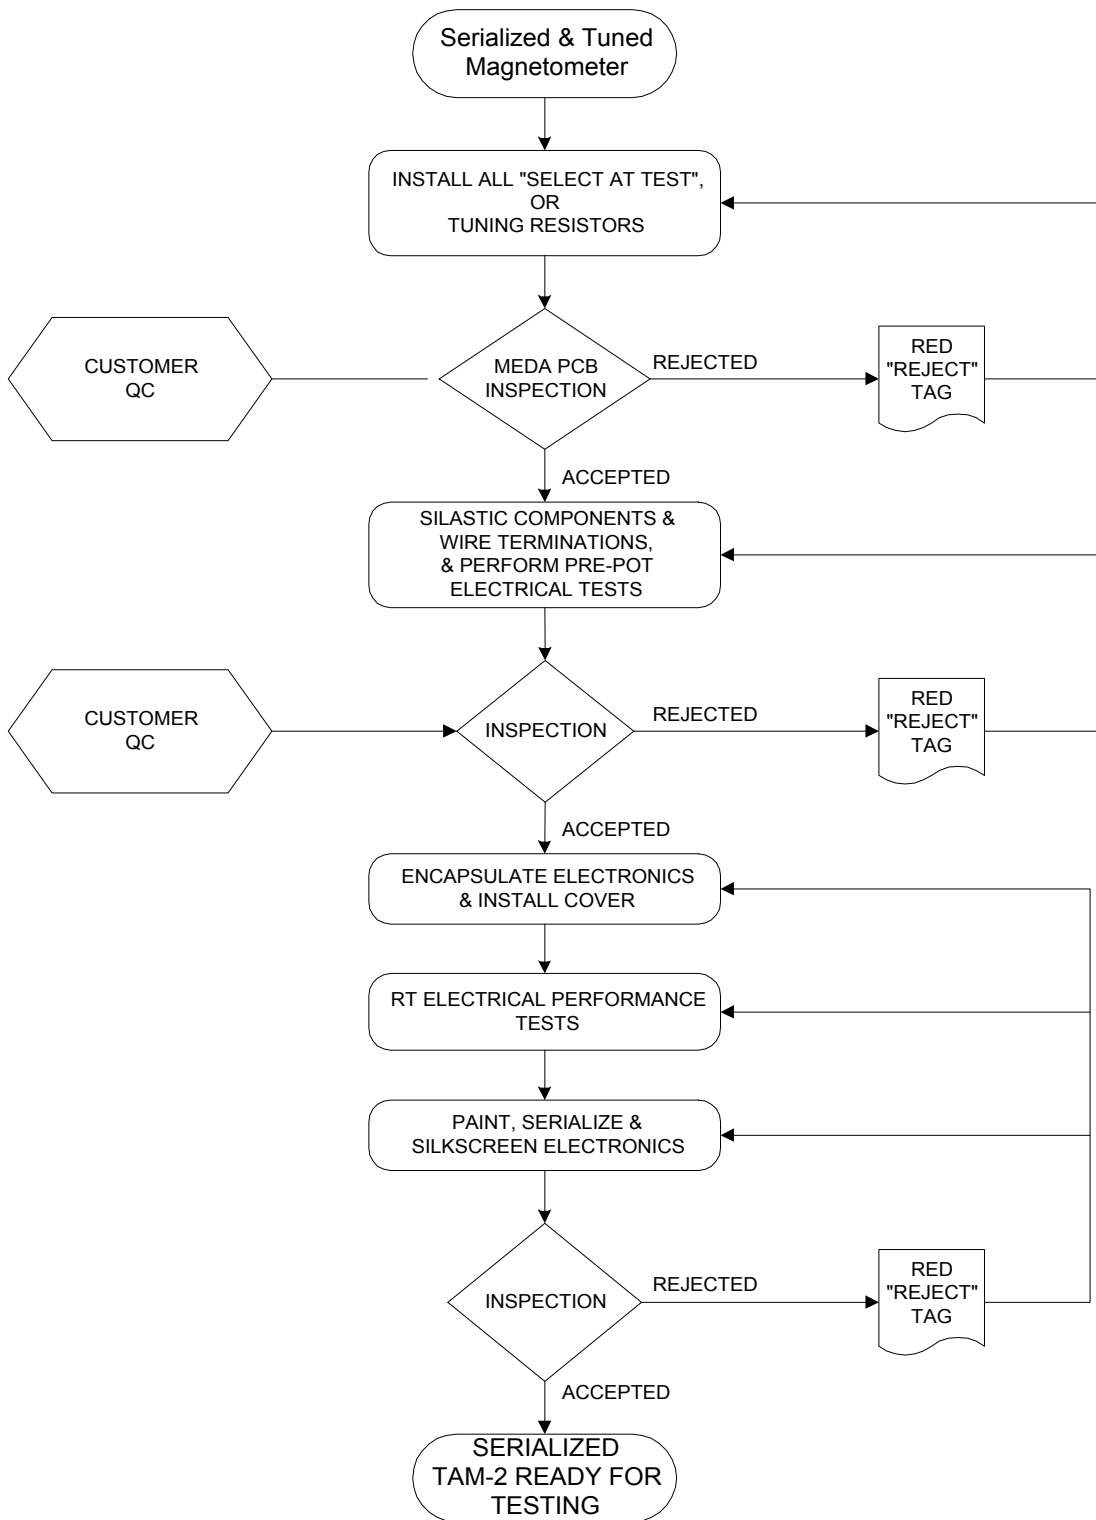 Serialized & Tuned
Magnetometer
INSTALL ALL "SELECT AT TEST",
OR
TUNING RESISTORS
CUSTOMER
QC
MEDA PCB
INSPECTION
REJECTED
RED
"REJECT"
TAG
ACCEPTED
SILASTIC COMPONENTS &
WIRE TERMINATIONS,
& PERFORM PRE-POT
ELECTRICAL TESTS
CUSTOMER
QC
INSPECTION
REJECTED
RED
"REJECT"
TAG
ACCEPTED
ENCAPSULATE ELECTRONICS
& INSTALL COVER
RT ELECTRICAL PERFORMANCE
TESTS
PAINT, SERIALIZE &
SILKSCREEN ELECTRONICS
INSPECTION
REJECTED
RED
"REJECT"
TAG
ACCEPTED
SERIALIZED
TAM-2 READY FOR
TESTING